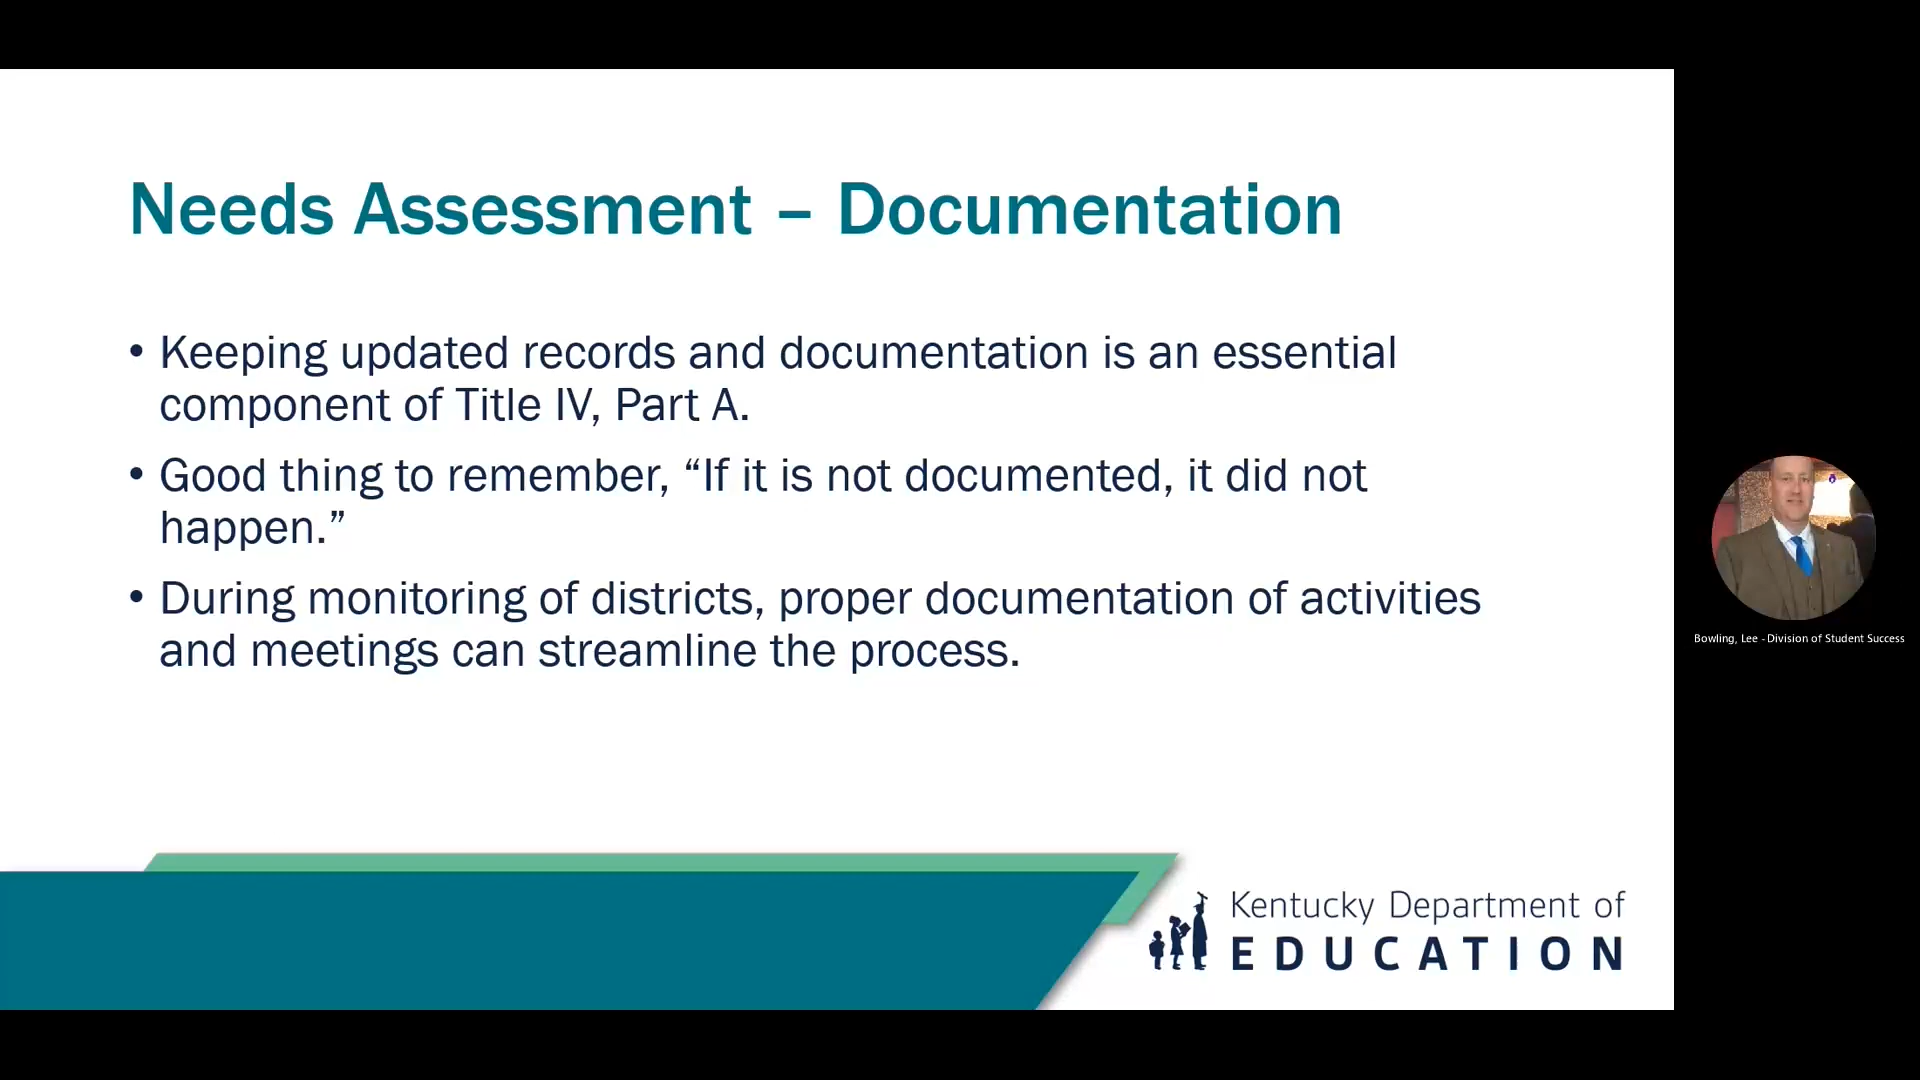 Needs Assessment – Documentation
• Keeping updated records and documentation is an essential
component of Title IV, Part A.
• Good thing to remember, “If it is not documented, it did not
happen.”
• During monitoring of districts, proper documentation of activities
and meetings can streamline the process.
Kentucky Department of
EDUCATION
Bowling, Lee - Division of Student Success